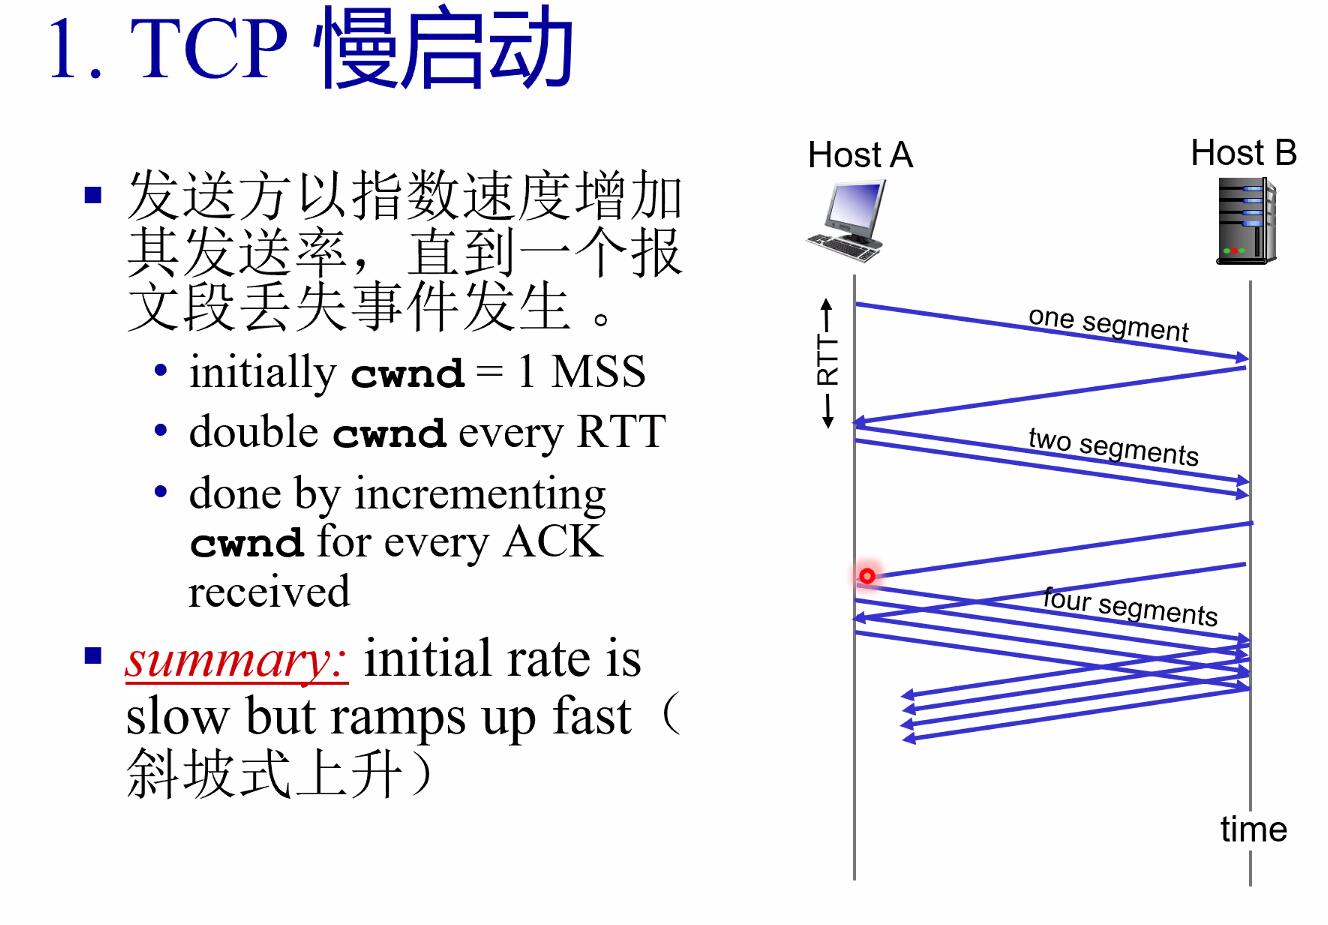 1. TCP 慢启动
发送方以指数速度增加
其发送率，直到一个报
文段丢失事件发生 。
initially cwnd = 1 MSS
double cwnd every RTT
done by incrementing
cwnd for every ACK
received
summary: initial rate is
slow but ramps up fast（
斜坡式上升）
Host A
Host B
RTT
one segment
two segments
four segments
time